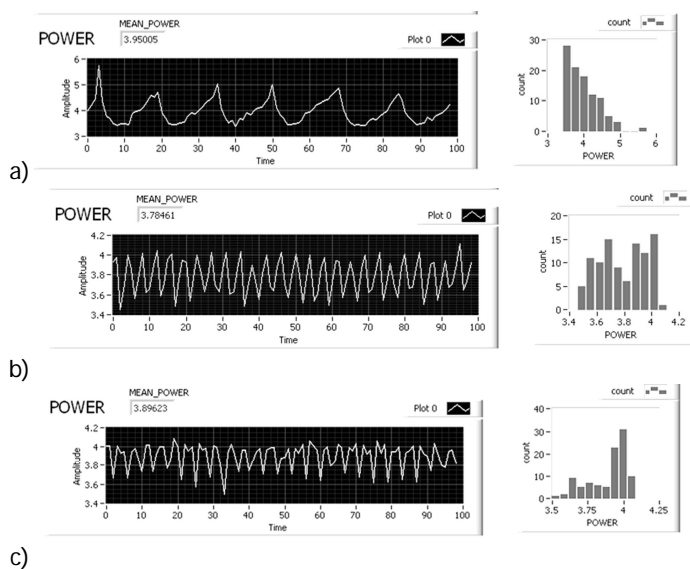 MEAN_POWER
POWER 3.95005 Plot 0
6
5
4
3
Amplitude
0 10 20 30 40 50 60 70 80 90 100
Time
count
30
20
10
0
count
3 4 5 6
POWER
a)
MEAN_POWER
POWER 3.78461 Plot 0
4.2
4
3.8
3.6
3.4
Amplitude
0 10 20 30 40 50 60 70 80 90 100
Time
count
20
15
10
5
0
count
3.4 3.6 3.8 4 4.2
POWER
b)
MEAN_POWER
POWER 3.89623 Plot 0
4.2
4
3.8
3.6
3.4
Amplitude
0 10 20 30 40 50 60 70 80 90 100
Time
count
40
30
20
10
0
count
3.5 3.75 4 4.25
POWER
c)